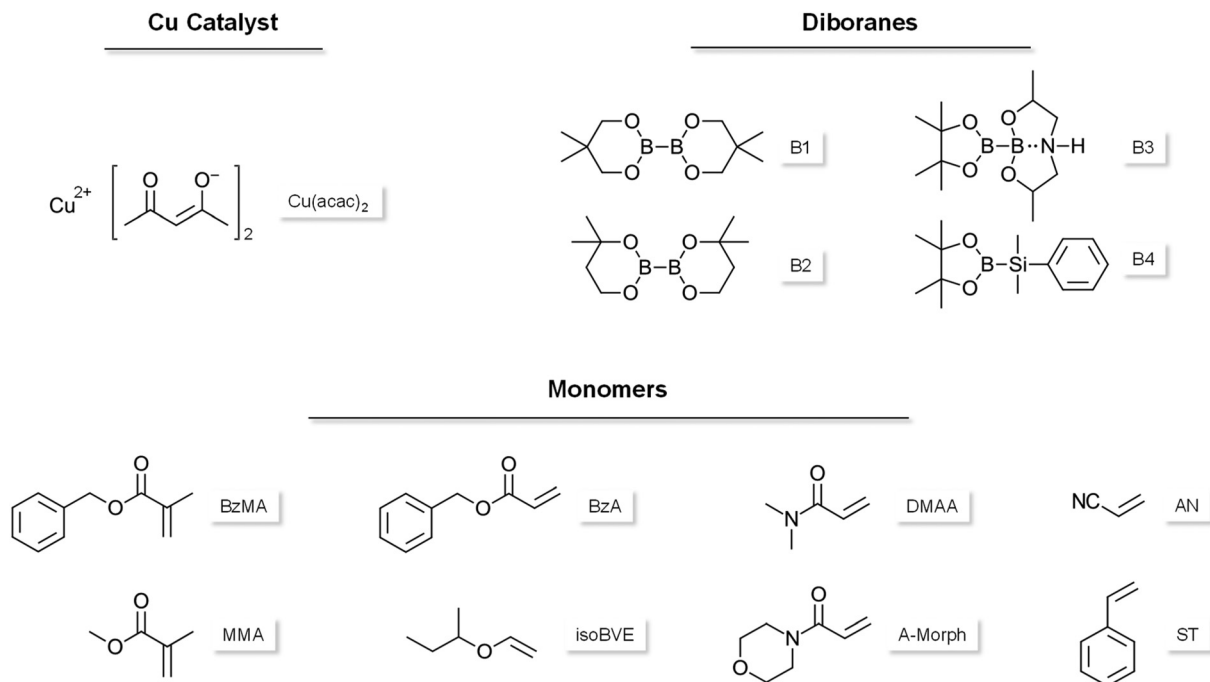 Cu Catalyst
Diboranes
Cu2+ [ O O− ]2 Cu(acac)2
O O B B O O B1
O O B B N H O O B3
O O B B O O B2
O O B Si B4
Monomers
O O BzMA
O O BzA
O N DMAA
NC AN
O O MMA
O isoBVE
O N O A-Morph
ST